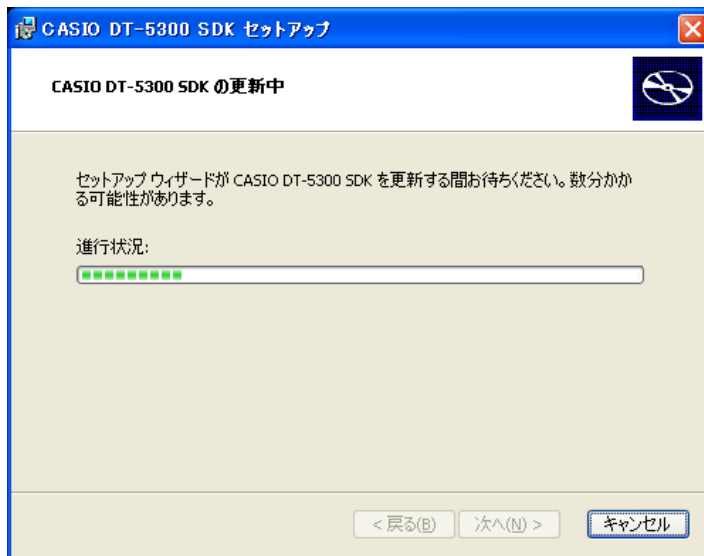 CASIO DT-5300 SDK セットアップ
CASIO DT-5300 SDK の更新中
セットアップ ウィザードが CASIO DT-5300 SDK を更新する間お待ちください。数分かか
る可能性があります。
進行状況:
< 戻る(B)
次へ(N) >
キャンセル